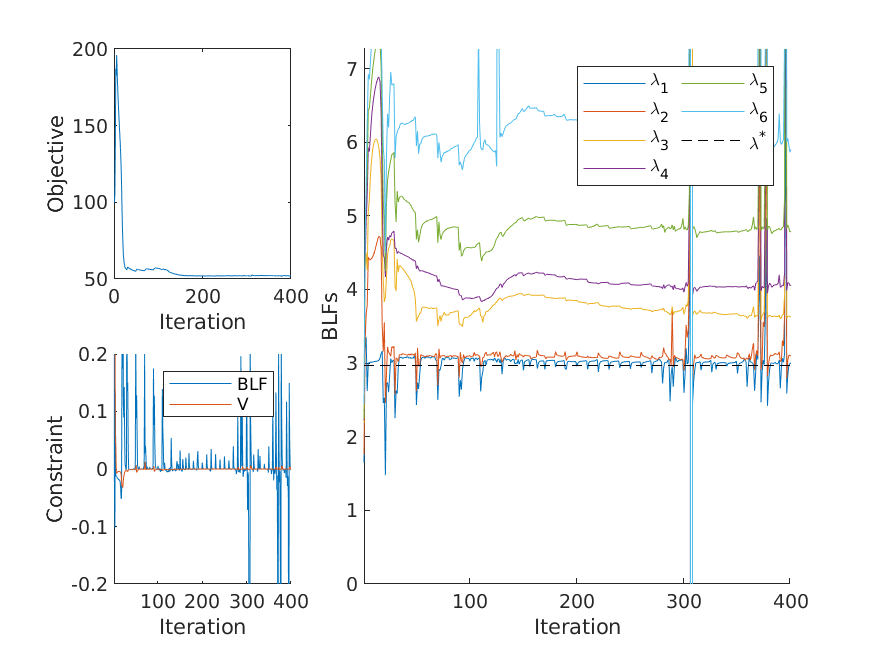 200
150
100
50
0
200
400
Objective
Iteration
0.2
0.1
0
-0.1
-0.2
100
200
300
400
Constraint
Iteration
BLF
V
7
6
5
4
3
2
1
0
100
200
300
400
BLFs
Iteration
λ1
λ2
λ3
λ4
λ5
λ6
λ*